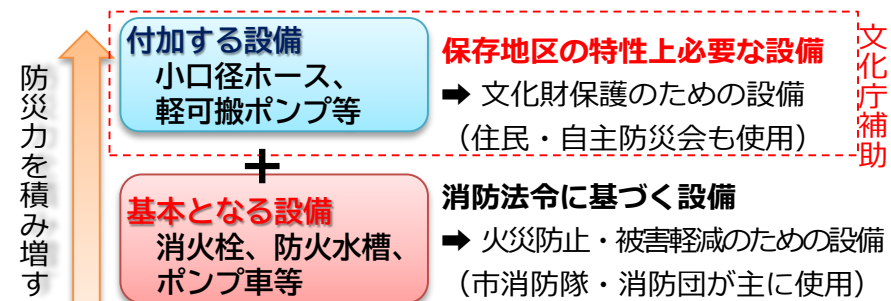 付加する設備
小口径ホース、
軽可搬ポンプ等
保存地区の特性上必要な設備
➡ 文化財保護のための設備
（住民・自主防災会も使用）
文化庁補助
防災力を積み増す
＋
基本となる設備
消火栓、防火水槽、
ポンプ車等
消防法令に基づく設備
➡ 火災防止・被害軽減のための設備
（市消防隊・消防団が主に使用）